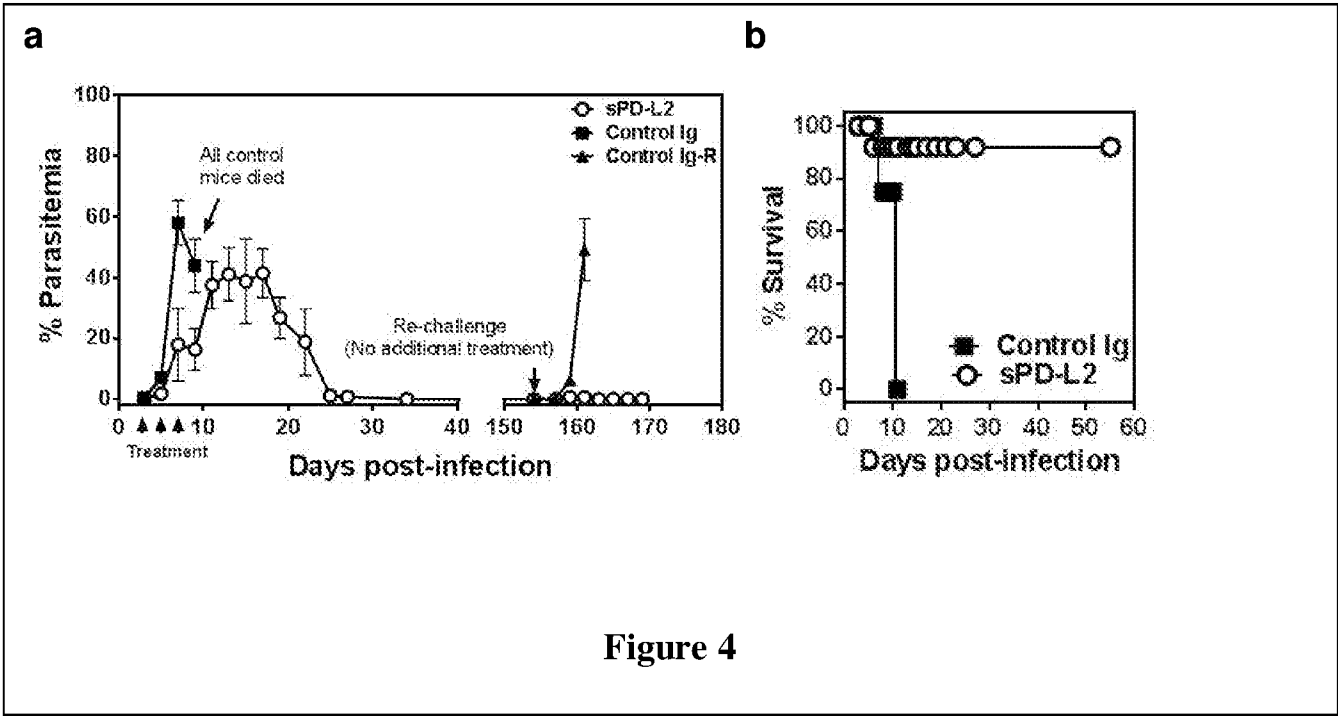 a
b
100
80
60
40
20
0
% Parasitemia
All control
mice died
sPD-L2
Control Ig
Control Ig-R
Re-challenge
(No additional treatment)
0 10 20 30 40 150 160 170 180
Treatment
Days post-infection
100
80
60
40
20
0
% Survival
Control Ig
sPD-L2
0 10 20 30 40 50 60
Days post-infection
Figure 4